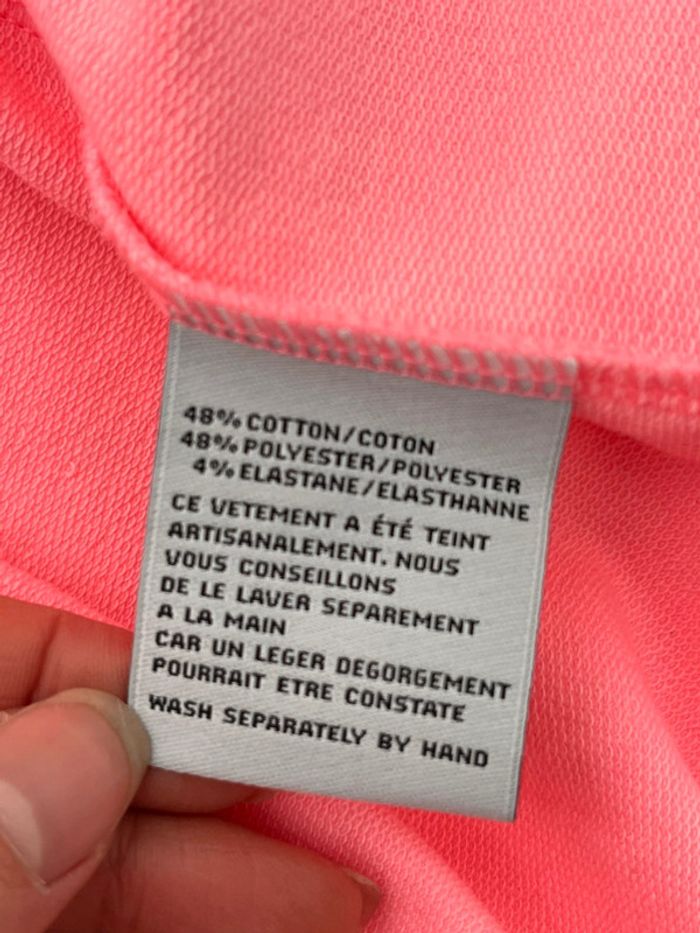 48% COTTON/COTON
48% POLYESTER/POLYESTER
4% ELASTANE/ELASTHANNE
CE VETEMENT A ÉTÉ TEINT
ARTISANALEMENT. NOUS
VOUS CONSEILLONS
DE LE LAVER SEPAREMENT
A LA MAIN
CAR UN LEGER DEGORGEMENT
POURRAIT ETRE CONSTATE
WASH SEPARATELY BY HAND